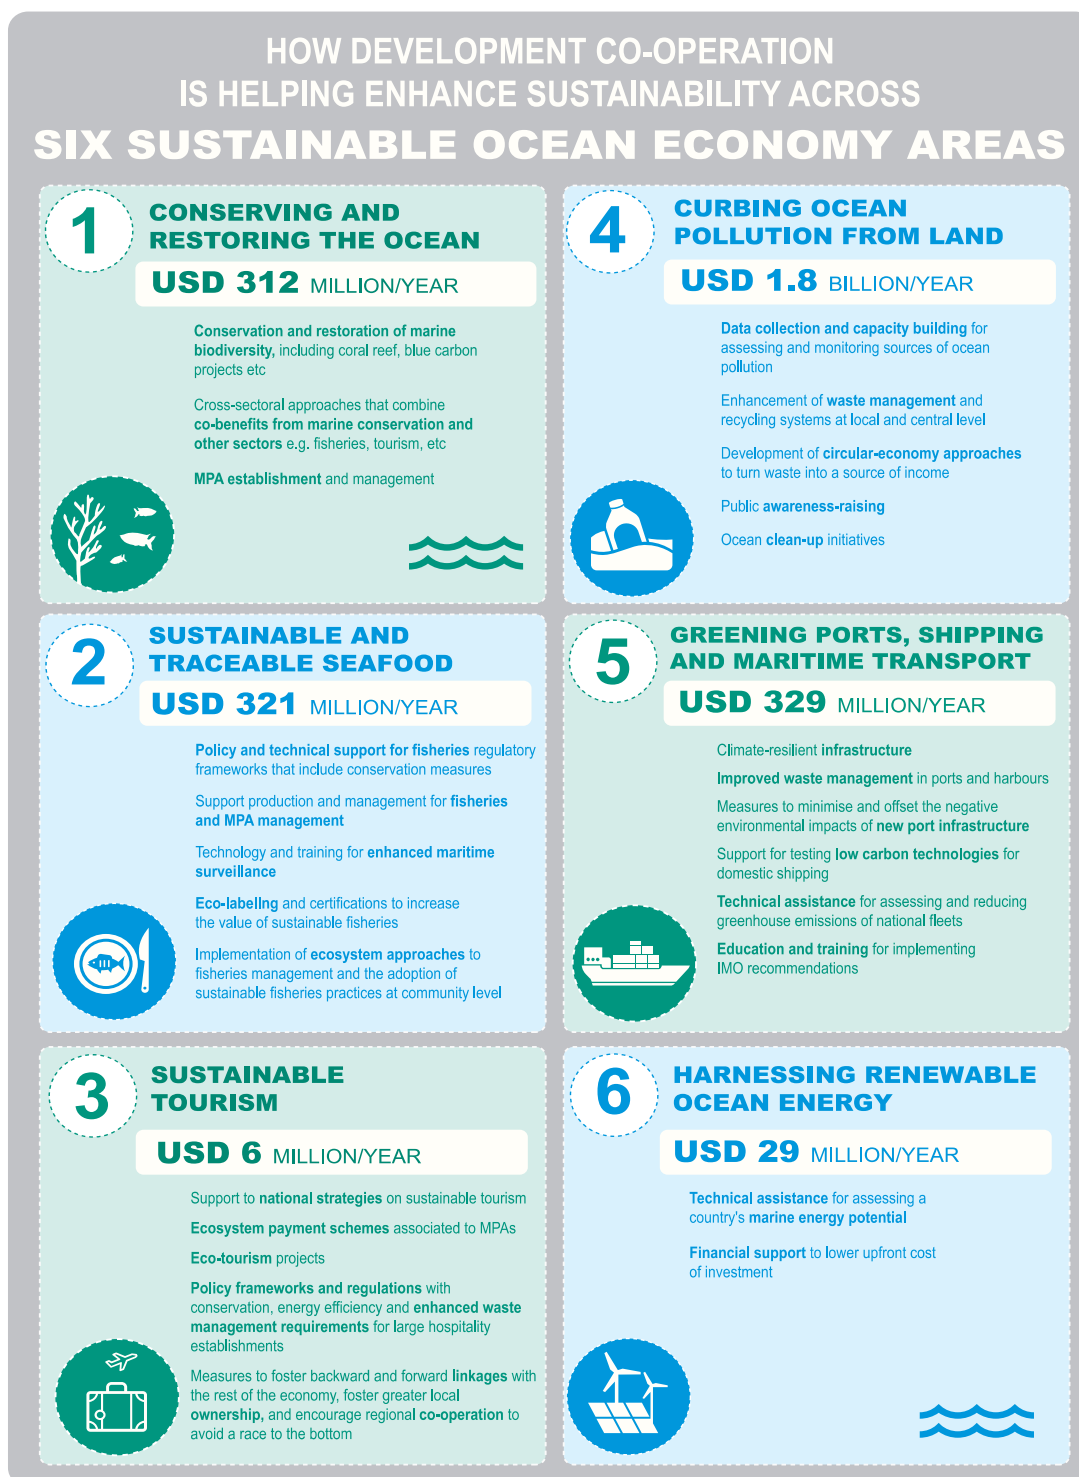 HOW DEVELOPMENT CO-OPERATION
IS HELPING ENHANCE SUSTAINABILITY ACROSS
SIX SUSTAINABLE OCEAN ECONOMY AREAS
1
CONSERVING AND
RESTORING THE OCEAN
USD 312 MILLION/YEAR
Conservation and restoration of marine
biodiversity, including coral reef, blue carbon
projects etc
Cross-sectoral approaches that combine
co-benefits from marine conservation and
other sectors e.g. fisheries, tourism, etc
MPA establishment and management
2
SUSTAINABLE AND
TRACEABLE SEAFOOD
USD 321 MILLION/YEAR
Policy and technical support for fisheries regulatory
frameworks that include conservation measures
Support production and management for fisheries
and MPA management
Technology and training for enhanced maritime
surveillance
Eco-labellng and certifications to increase
the value of sustainable fisheries
Implementation of ecosystem approaches to
fisheries management and the adoption of
sustainable fisheries practices at community level
3
SUSTAINABLE
TOURISM
USD 6 MILLION/YEAR
Support to national strategies on sustainable tourism
Ecosystem payment schemes associated to MPAs
Eco-tourism projects
Policy frameworks and regulations with
conservation, energy efficiency and enhanced waste
management requirements for large hospitality
establishments
Measures to foster backward and forward linkages with
the rest of the economy, foster greater local
ownership, and encourage regional co-operation to
avoid a race to the bottom
4
CURBING OCEAN
POLLUTION FROM LAND
USD 1.8 BILLION/YEAR
Data collection and capacity building for
assessing and monitoring sources of ocean
pollution
Enhancement of waste management and
recycling systems at local and central level
Development of circular-economy approaches
to turn waste into a source of income
Public awareness-raising
Ocean clean-up initiatives
5
GREENING PORTS, SHIPPING
AND MARITIME TRANSPORT
USD 329 MILLION/YEAR
Climate-resilient infrastructure
Improved waste management in ports and harbours
Measures to minimise and offset the negative
environmental impacts of new port infrastructure
Support for testing low carbon technologies for
domestic shipping
Technical assistance for assessing and reducing
greenhouse emissions of national fleets
Education and training for implementing
IMO recommendations
6
HARNESSING RENEWABLE
OCEAN ENERGY
USD 29 MILLION/YEAR
Technical assistance for assessing a
country's marine energy potential
Financial support to lower upfront cost
of investment